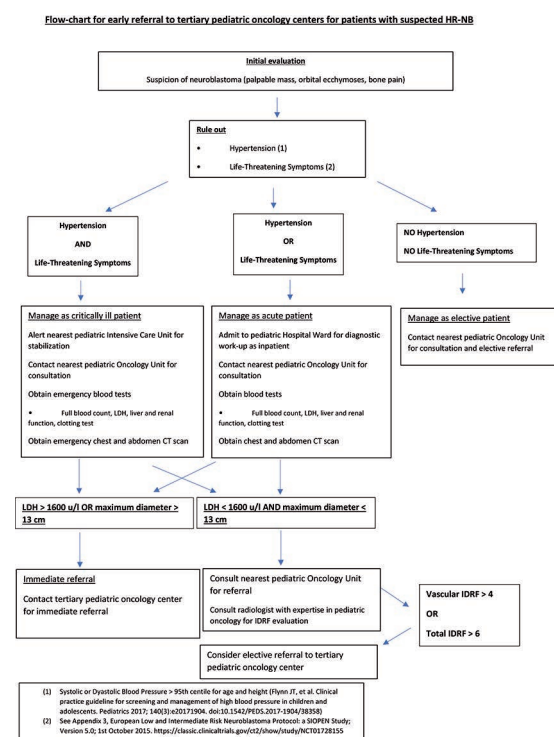 Flow-chart for early referral to tertiary pediatric oncology centers for patients with suspected HR-NB
Initial evaluation
Suspicion of neuroblastoma (palpable mass, orbital ecchymoses, bone pain)
Rule out
• Hypertension (1)
• Life-Threatening Symptoms (2)
Hypertension
AND
Life-Threatening Symptoms
Hypertension
OR
Life-Threatening Symptoms
NO Hypertension
NO Life-Threatening Symptoms
Manage as critically ill patient
Alert nearest pediatric Intensive Care Unit for
stabilization
Contact nearest pediatric Oncology Unit for
consultation
Obtain emergency blood tests
• Full blood count, LDH, liver and renal
function, clotting test
Obtain emergency chest and abdomen CT scan
Manage as acute patient
Admit to pediatric Hospital Ward for diagnostic
work-up as inpatient
Contact nearest pediatric Oncology Unit for
consultation
Obtain blood tests
• Full blood count, LDH, liver and renal
function, clotting test
Obtain chest and abdomen CT scan
Manage as elective patient
Contact nearest pediatric Oncology Unit
for consultation and elective referral
LDH > 1600 u/l OR maximum diameter >
13 cm
LDH < 1600 u/l AND maximum diameter <
13 cm
Immediate referral
Contact tertiary pediatric oncology center
for immediate referral
Consult nearest pediatric Oncology Unit
for referral
Consult radiologist with expertise in pediatric
oncology for IDRF evaluation
Vascular IDRF > 4
OR
Total IDRF > 6
Consider elective referral to tertiary
pediatric oncology center
(1) Systolic or Dyastolic Blood Pressure > 95th centile for age and height (Flynn JT, et al. Clinical
practice guideline for screening and management of high blood pressure in children and
adolescents. Pediatrics 2017; 140(3):e20171904. doi:10.1542/PEDS.2017-1904/38358)
(2) See Appendix 3, European Low and Intermediate Risk Neuroblastoma Protocol: a SIOPEN Study;
Version 5.0; 1st October 2015. https://classic.clinicaltrials.gov/ct2/show/study/NCT01728155